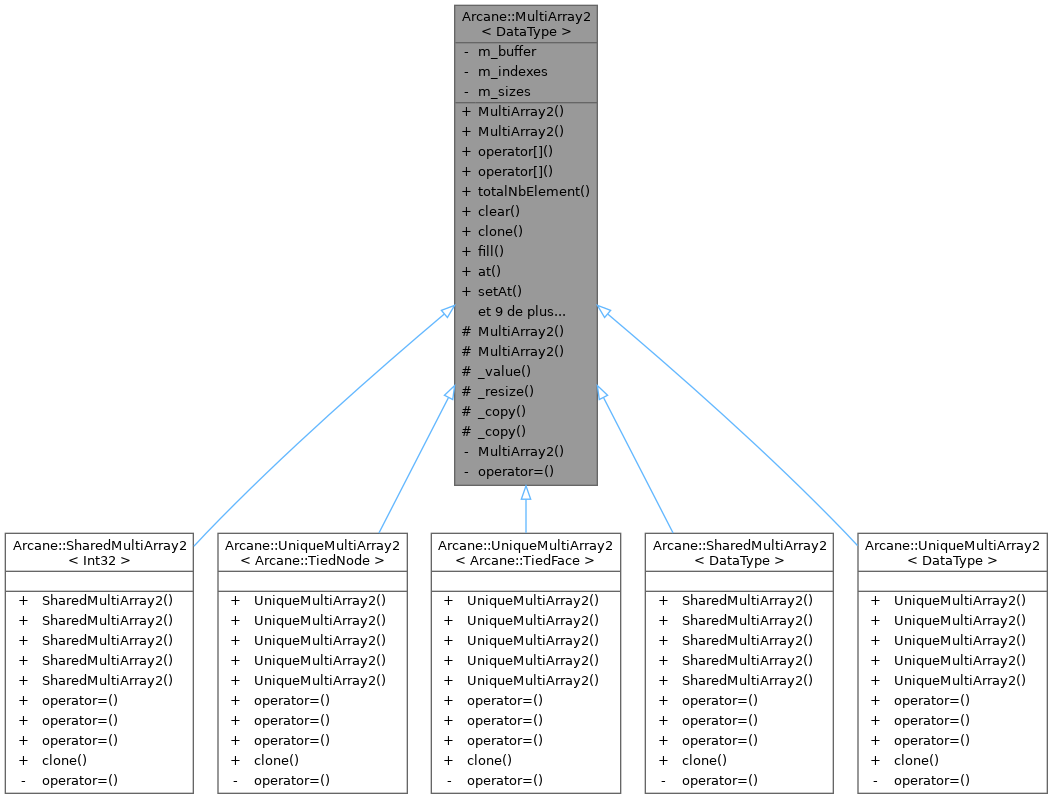 Arcane::MultiArray2
< DataType >
- m_buffer
- m_indexes
- m_sizes
+ MultiArray2()
+ MultiArray2()
+ operator[]()
+ operator[]()
+ totalNbElement()
+ clear()
+ clone()
+ fill()
+ at()
+ setAt()
et 9 de plus...
# MultiArray2()
# MultiArray2()
# _value()
# _resize()
# _copy()
# _copy()
- MultiArray2()
- operator=()
Arcane::SharedMultiArray2
< Int32 >
+ SharedMultiArray2()
+ SharedMultiArray2()
+ SharedMultiArray2()
+ SharedMultiArray2()
+ SharedMultiArray2()
+ operator=()
+ operator=()
+ operator=()
+ clone()
- operator=()
Arcane::UniqueMultiArray2
< Arcane::TiedNode >
+ UniqueMultiArray2()
+ UniqueMultiArray2()
+ UniqueMultiArray2()
+ UniqueMultiArray2()
+ UniqueMultiArray2()
+ operator=()
+ operator=()
+ operator=()
+ clone()
- operator=()
Arcane::UniqueMultiArray2
< Arcane::TiedFace >
+ UniqueMultiArray2()
+ UniqueMultiArray2()
+ UniqueMultiArray2()
+ UniqueMultiArray2()
+ UniqueMultiArray2()
+ operator=()
+ operator=()
+ operator=()
+ clone()
- operator=()
Arcane::SharedMultiArray2
< DataType >
+ SharedMultiArray2()
+ SharedMultiArray2()
+ SharedMultiArray2()
+ SharedMultiArray2()
+ SharedMultiArray2()
+ operator=()
+ operator=()
+ operator=()
+ clone()
- operator=()
Arcane::UniqueMultiArray2
< DataType >
+ UniqueMultiArray2()
+ UniqueMultiArray2()
+ UniqueMultiArray2()
+ UniqueMultiArray2()
+ UniqueMultiArray2()
+ operator=()
+ operator=()
+ operator=()
+ clone()
- operator=()